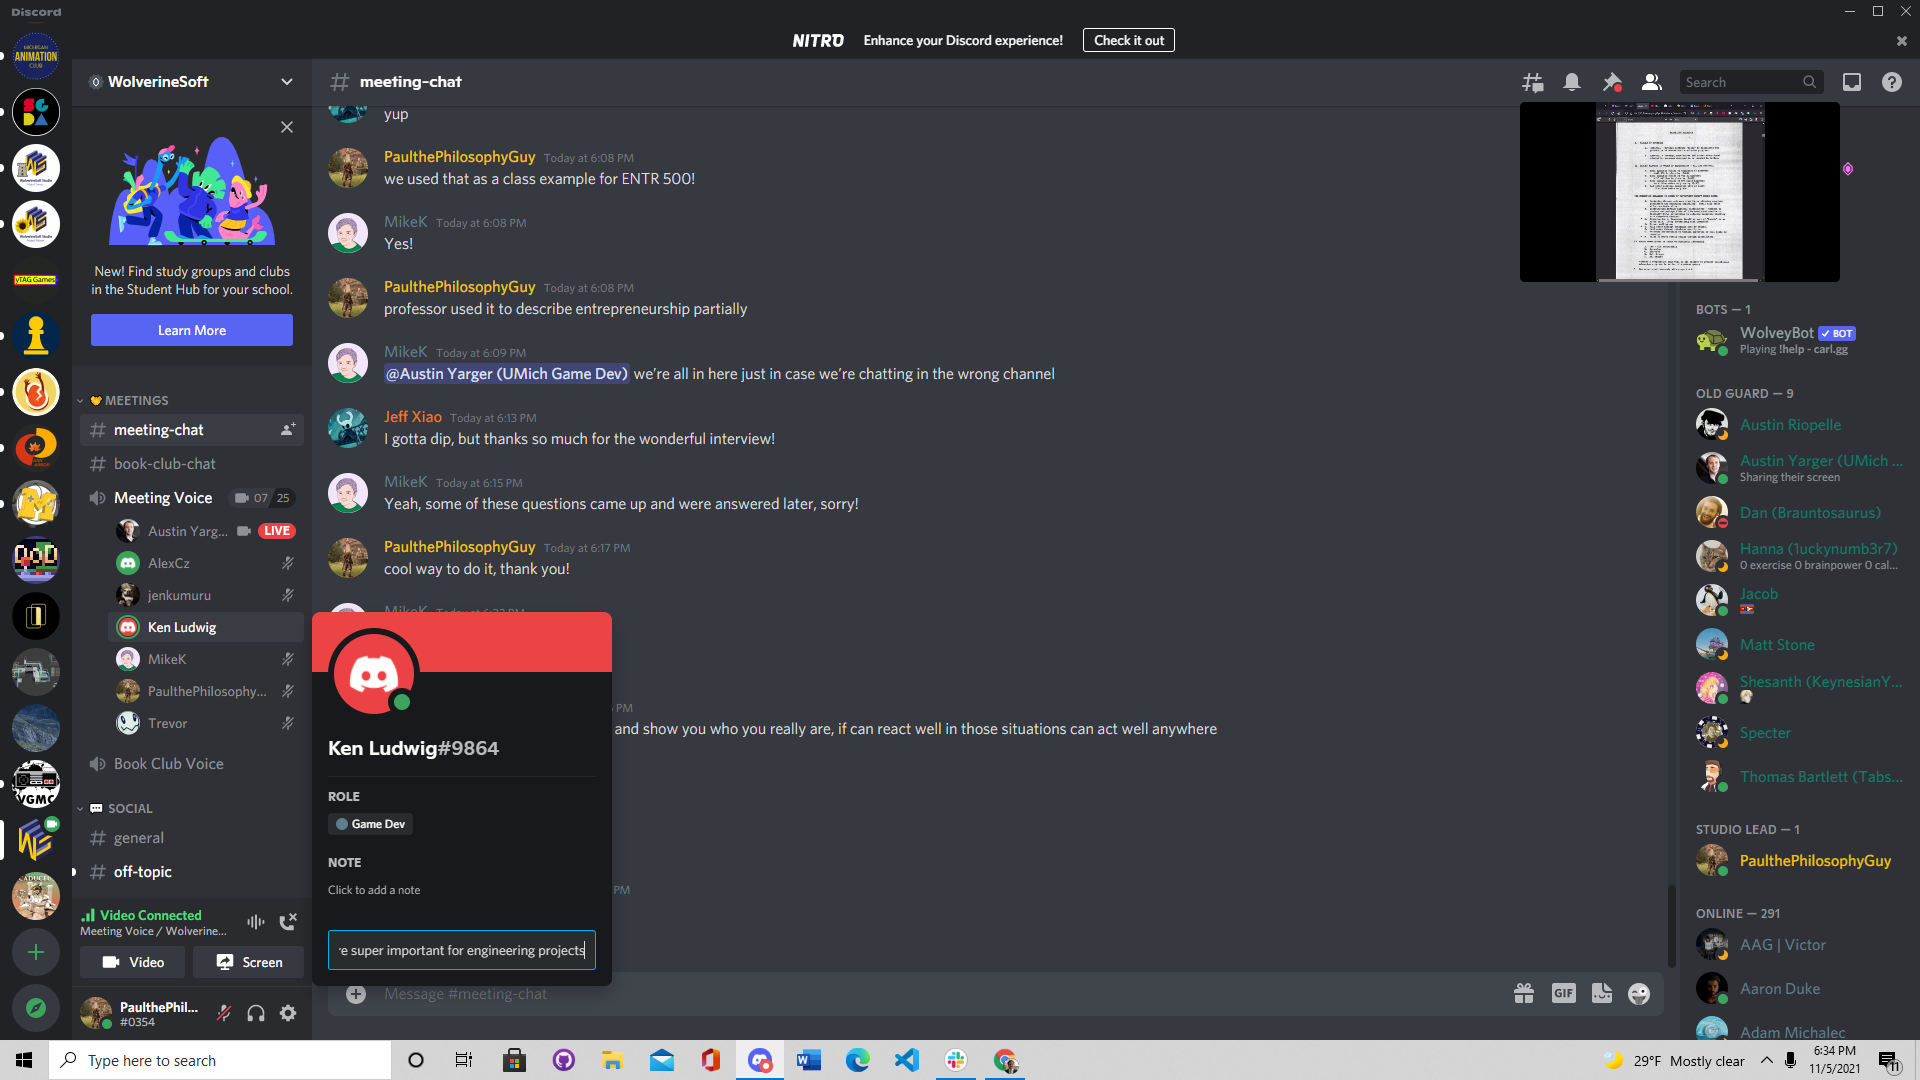 Discord
NITRO
Enhance your Discord experience!
Check it out
MICHIGAN
ANIMATION
CLUB
yTAG Games
VGMC
WolverineSoft
New! Find study groups and clubs
in the Student Hub for your school.
Learn More
MEETINGS
meeting-chat
book-club-chat
Meeting Voice
07
25
Austin Yarg...
LIVE
AlexCz
jenkumuru
Ken Ludwig
MikeK
PaulthePhilosophy...
Trevor
Book Club Voice
SOCIAL
general
off-topic
Video Connected
Meeting Voice / Wolverine...
Video
Screen
PaulthePhil...
#0354
meeting-chat
Search
yup
PaulthePhilosophyGuy Today at 6:08 PM
we used that as a class example for ENTR 500!
MikeK Today at 6:08 PM
Yes!
PaulthePhilosophyGuy Today at 6:08 PM
professor used it to describe entrepreneurship partially
MikeK Today at 6:09 PM
@Austin Yarger (UMich Game Dev) we're all in here just in case we're chatting in the wrong channel
Jeff Xiao Today at 6:13 PM
I gotta dip, but thanks so much for the wonderful interview!
MikeK Today at 6:15 PM
Yeah, some of these questions came up and were answered later, sorry!
PaulthePhilosophyGuy Today at 6:17 PM
cool way to do it, thank you!
PM
and show you who you really are, if can react well in those situations can act well anywhere
PM
Ken Ludwig#9864
ROLE
Game Dev
NOTE
Click to add a note
e super important for engineering projects
Message #meeting-chat
GIF
BOTS — 1
WolveyBot BOT
Playing !help - carl.gg
OLD GUARD — 9
Austin Riopelle
Austin Yarger (UMich ...
Sharing their screen
Dan (Brauntosaurus)
Hanna (1uckynumb3r7)
0 exercise 0 brainpower 0 cal...
Jacob
Matt Stone
Shesanth (KeynesianY...
Specter
Thomas Bartlett (Tabs...
STUDIO LEAD — 1
PaulthePhilosophyGuy
ONLINE — 291
AAG | Victor
Aaron Duke
Adam Michalec
Type here to search
29°F Mostly clear
6:34 PM
11/5/2021
11